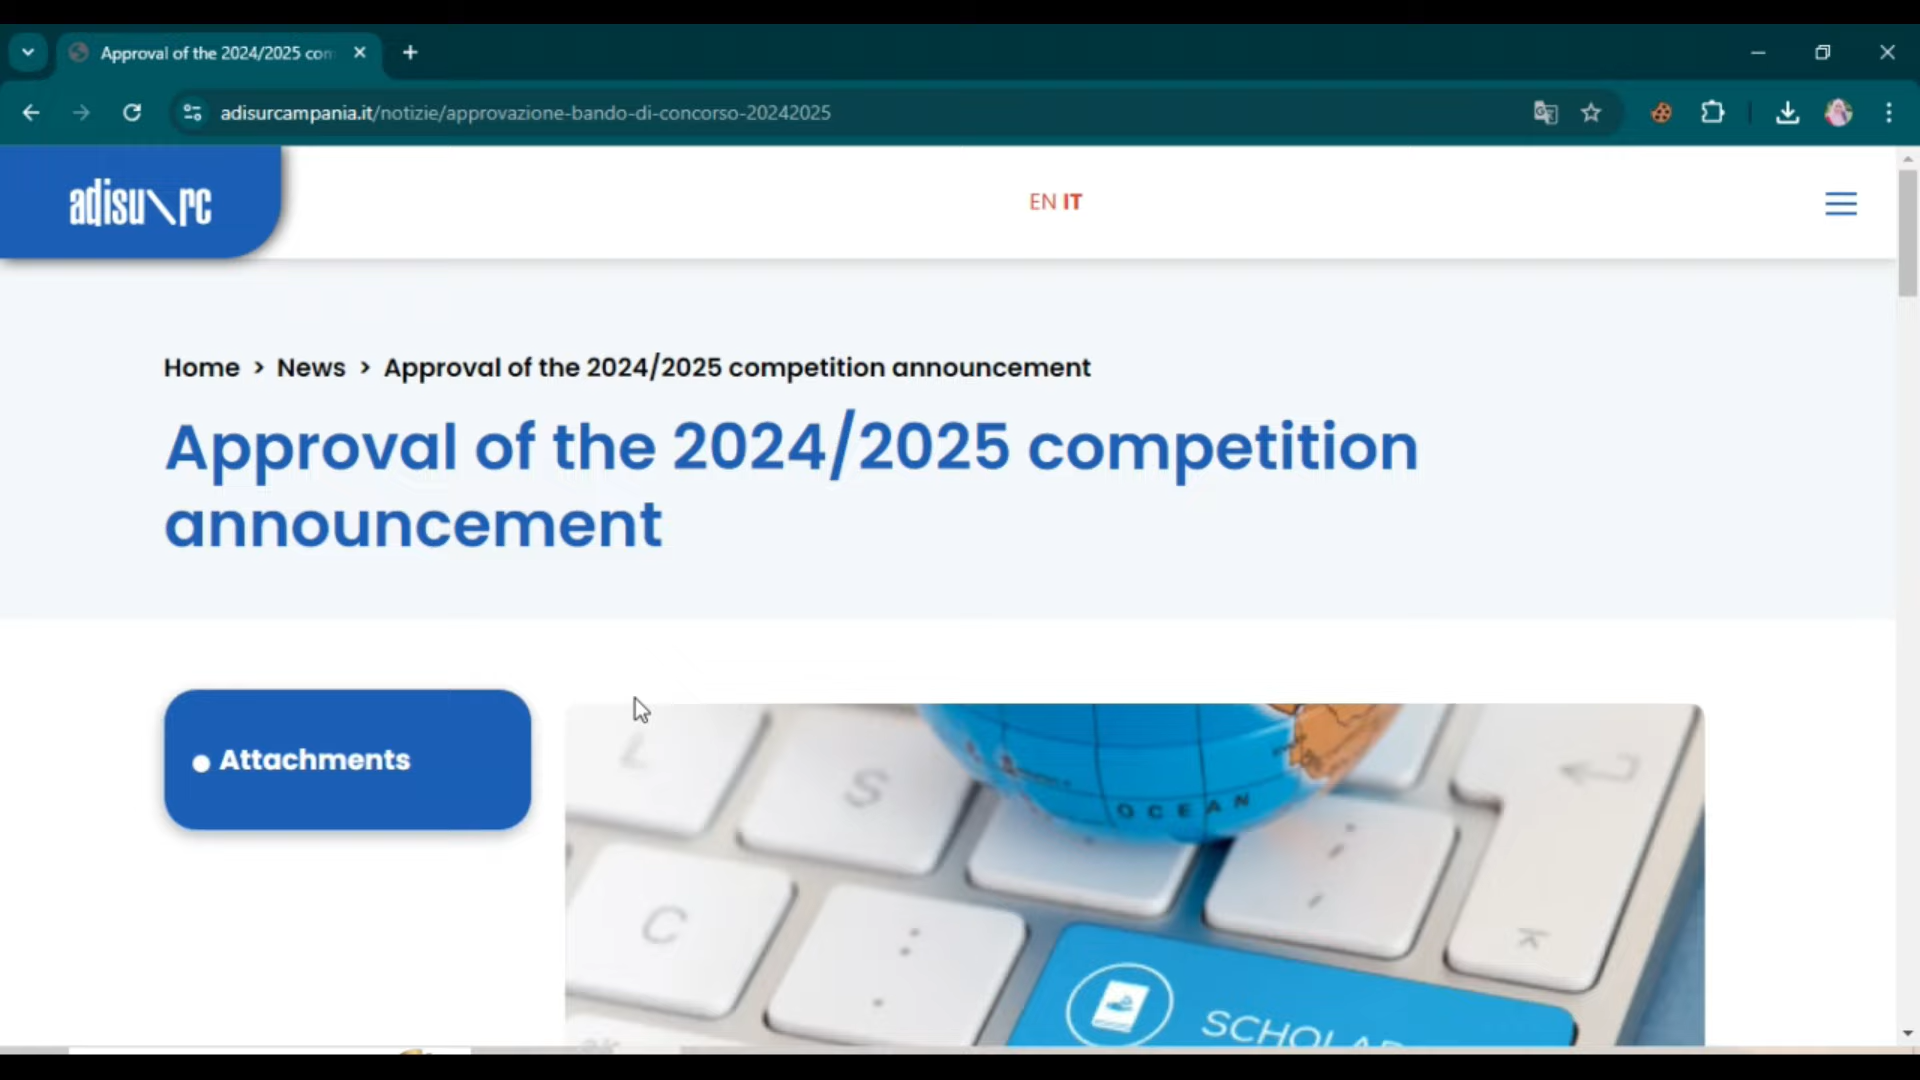 Approval of the 2024/2025 con
adisurcampania.it/notizie/approvazione-bando-di-concorso-20242025
adisu\rc
EN IT
Home > News > Approval of the 2024/2025 competition announcement
Approval of the 2024/2025 competition
announcement
Attachments
L
S
OCEAN
C
SCHOLAR